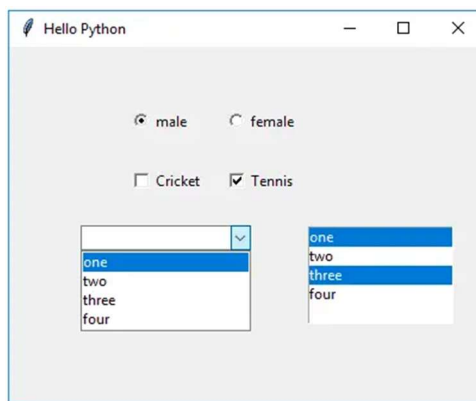 Hello Python
male female
Cricket Tennis
one
two
three
four
one
two
three
four